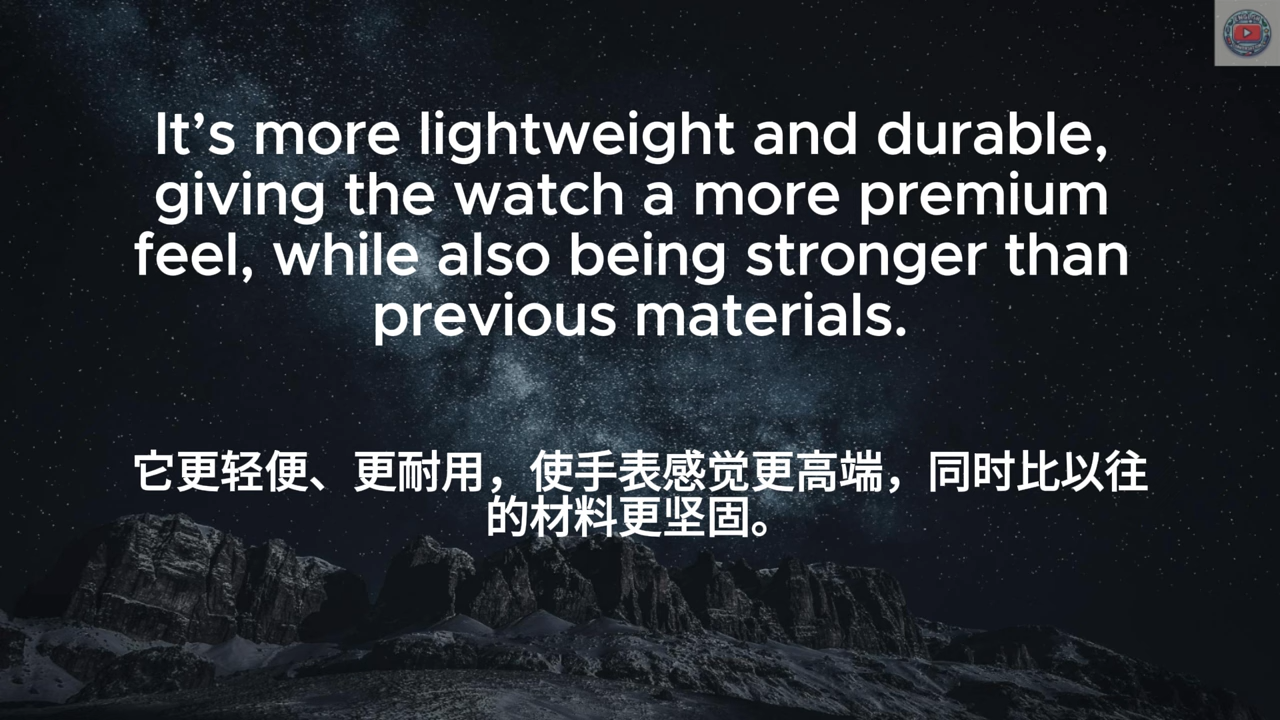 It’s more lightweight and durable,
giving the watch a more premium
feel, while also being stronger than
previous materials.
它更轻便、更耐用，使手表感觉更高端，同时比以往
的材料更坚固。